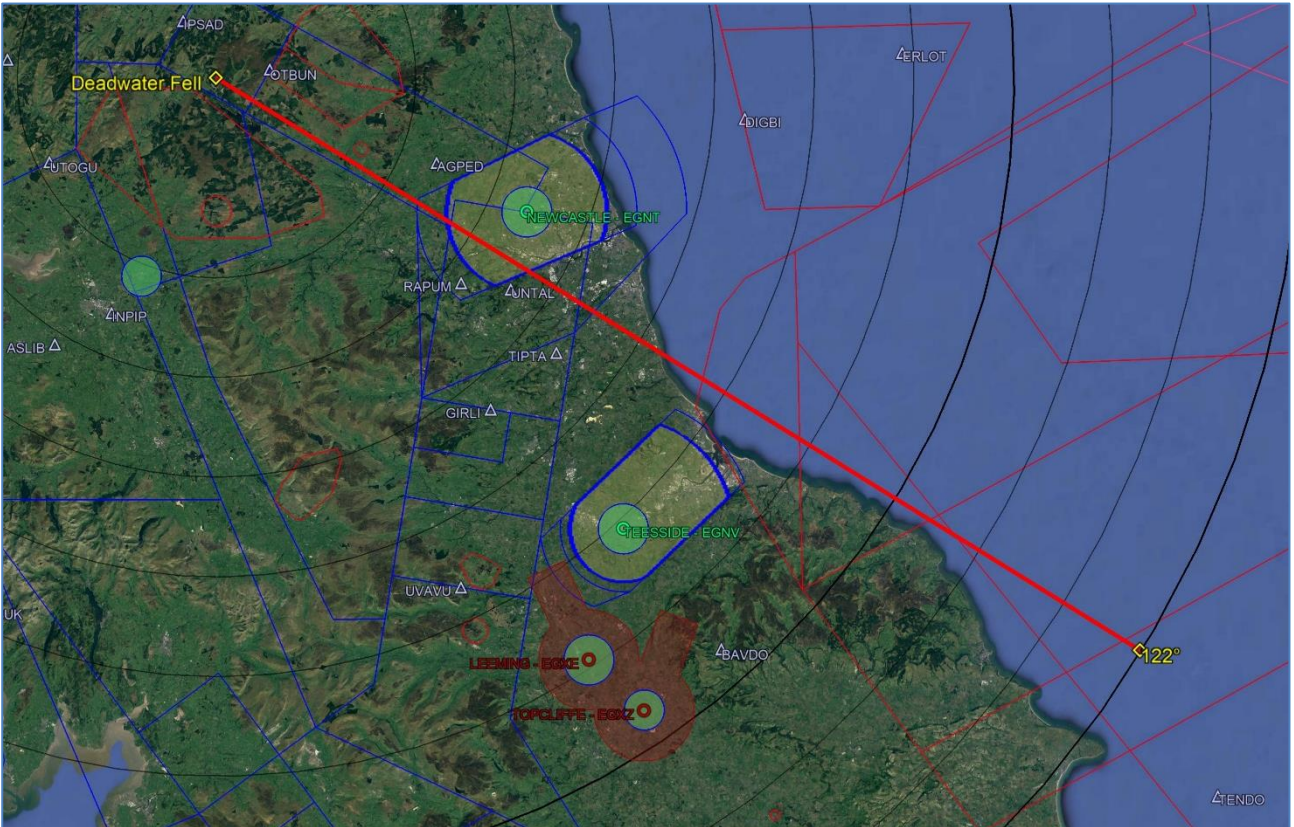 IPSAD
OTBUN
Deadwater Fell
ERLOT
DIGBI
UTOGU
AGPED
NEWCASTLE - EGNT
RAPUM
UNTAL
INPIP
ASLIB
TIPTA
GIRLI
TEESSIDE - EGNV
UVAVU
UK
LEEMING - EGXE
BAVDO
122°
TOPCLIFFE - EGXZ
TENDO